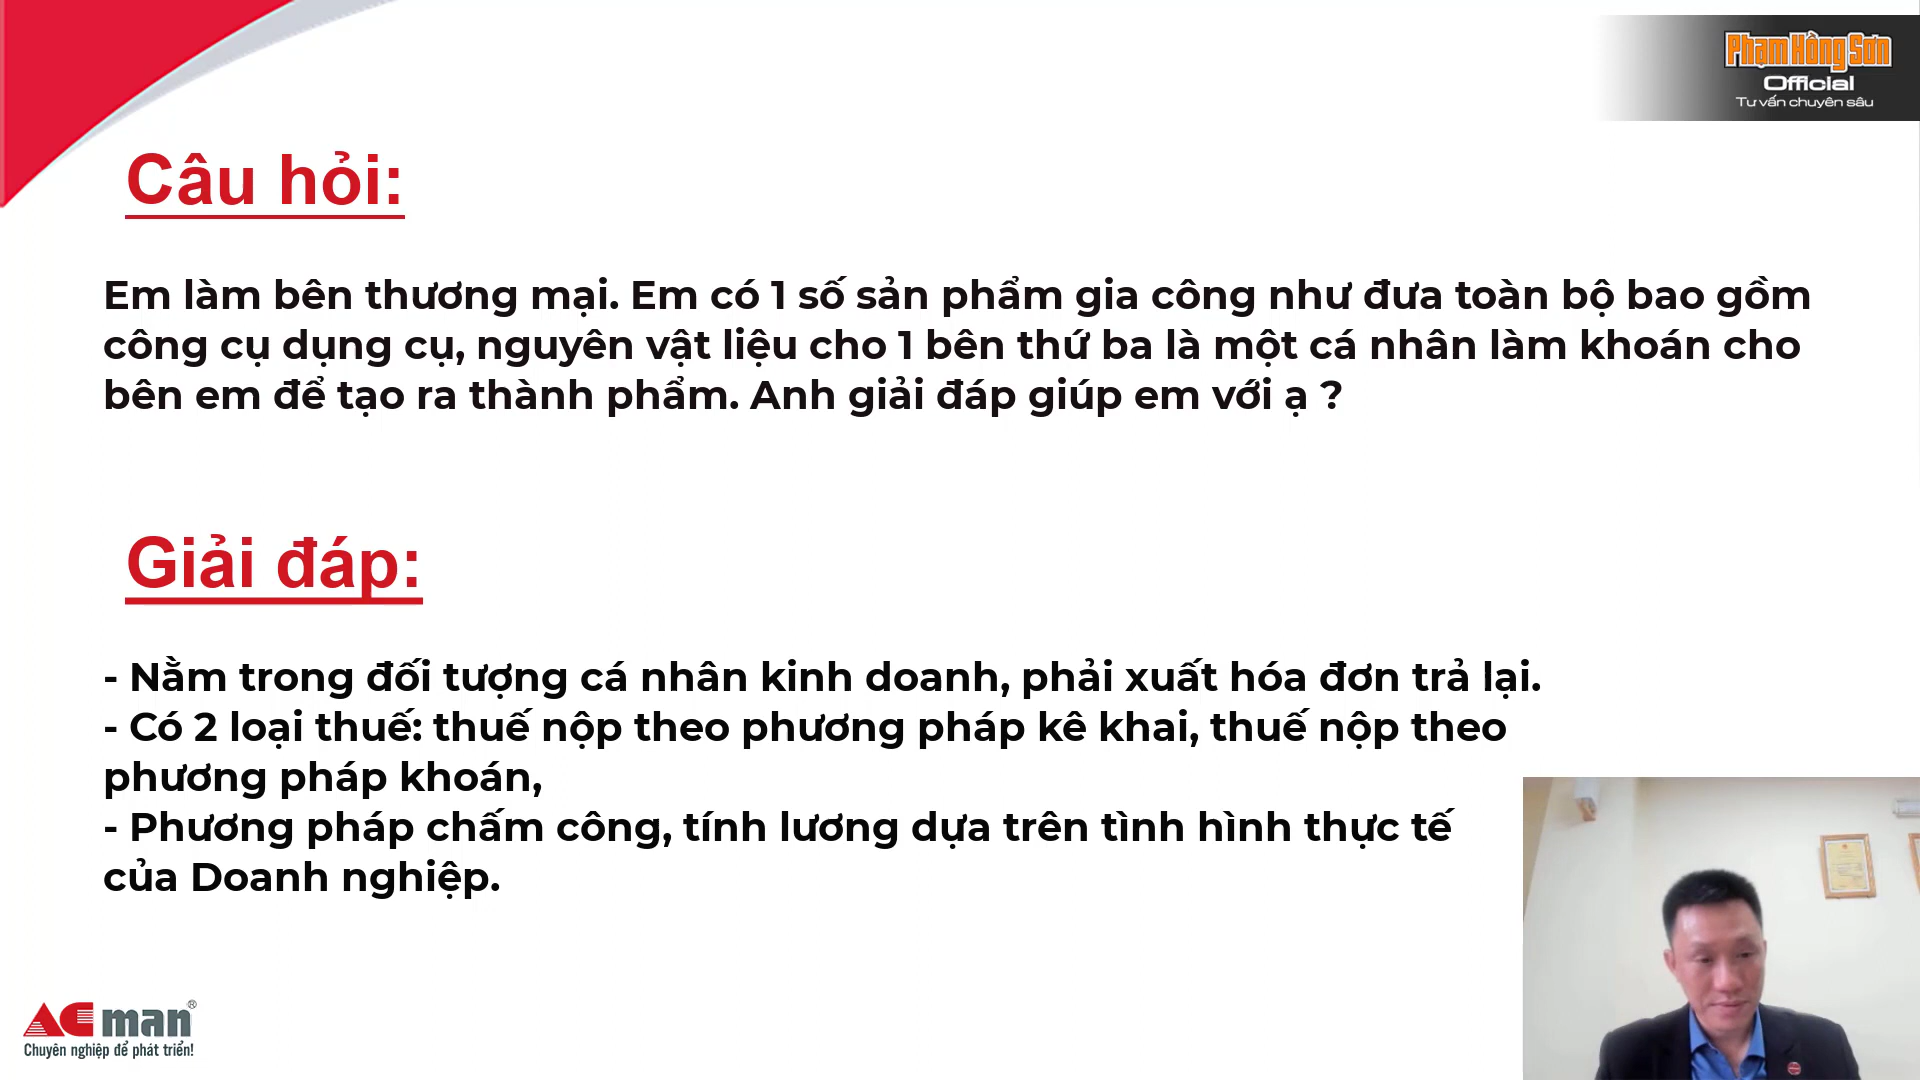 Phạm Hồng Sơn
Official
Tư vấn chuyên sâu
Câu hỏi:
Em làm bên thương mại. Em có 1 số sản phẩm gia công như đưa toàn bộ bao gồm
công cụ dụng cụ, nguyên vật liệu cho 1 bên thứ ba là một cá nhân làm khoán cho
bên em để tạo ra thành phẩm. Anh giải đáp giúp em với ạ ?
Giải đáp:
- Nằm trong đối tượng cá nhân kinh doanh, phải xuất hóa đơn trả lại.
- Có 2 loại thuế: thuế nộp theo phương pháp kê khai, thuế nộp theo
phương pháp khoán,
- Phương pháp chấm công, tính lương dựa trên tình hình thực tế
của Doanh nghiệp.
ACman®
Chuyên nghiệp để phát triển!